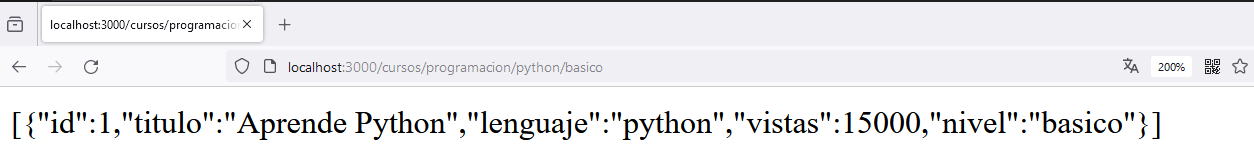 localhost:3000/cursos/programacion
localhost:3000/cursos/programacion/python/basico
200%
[{"id":1,"titulo":"Aprende Python","lenguaje":"python","vistas":15000,"nivel":"basico"}]